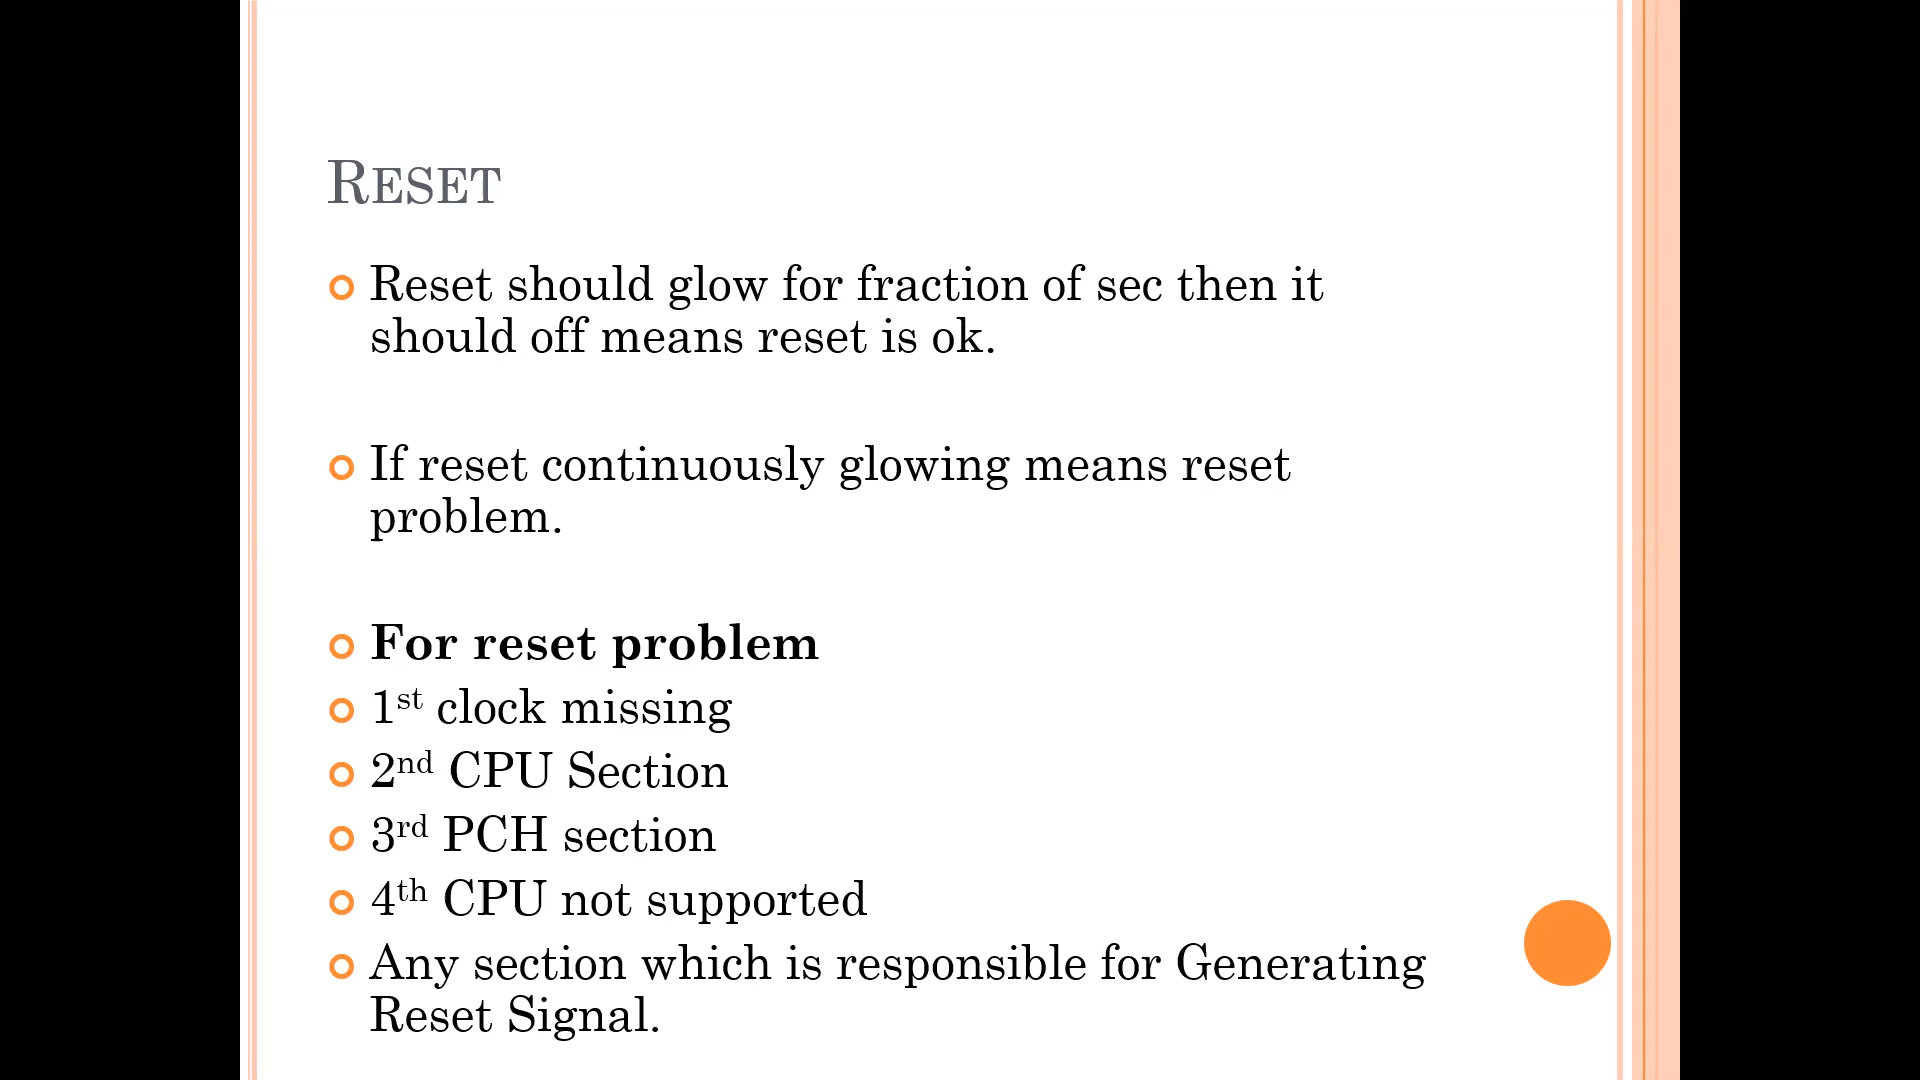 RESET
Reset should glow for fraction of sec then it
should off means reset is ok.
If reset continuously glowing means reset
problem.
For reset problem
1st clock missing
2nd CPU Section
3rd PCH section
4th CPU not supported
Any section which is responsible for Generating
Reset Signal.